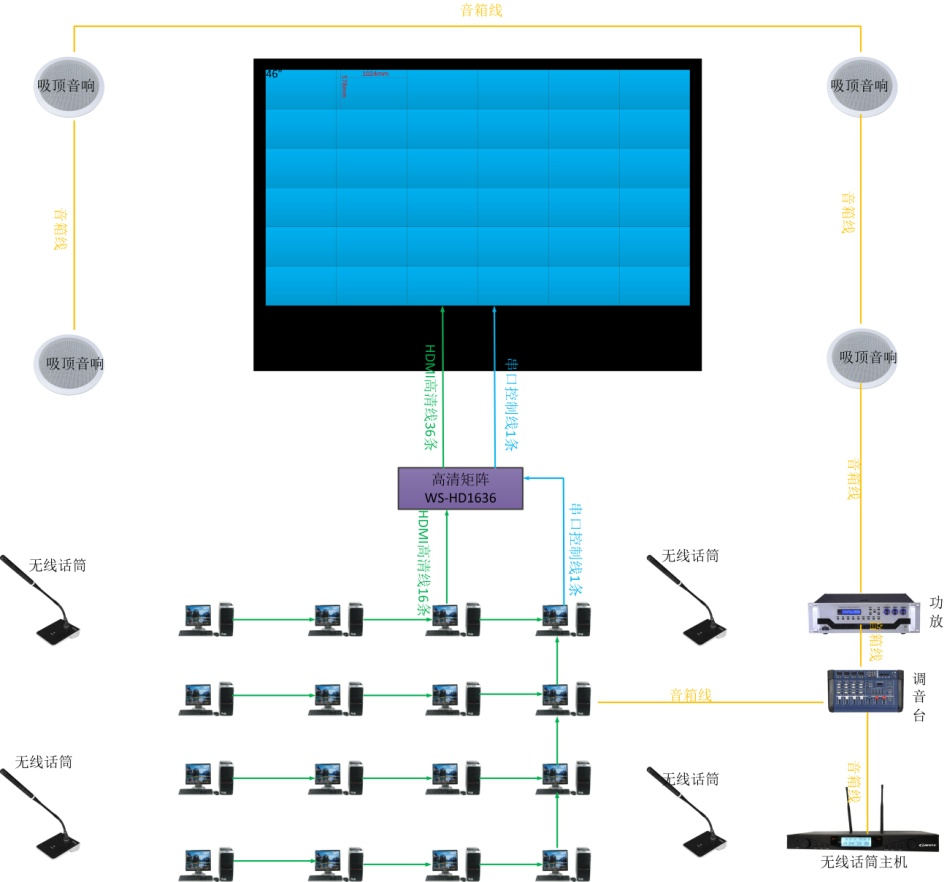 音箱线
吸顶音响
吸顶音响
46"
1024mm
578mm
音箱线
音箱线
吸顶音响
吸顶音响
HDMI高清线36条
串口控制线1条
音箱线
高清矩阵
WS-HD1636
HDMI高清线16条
串口控制线1条
无线话筒
无线话筒
功放
音箱线
音箱线
调音台
无线话筒
无线话筒
音箱线
无线话筒主机